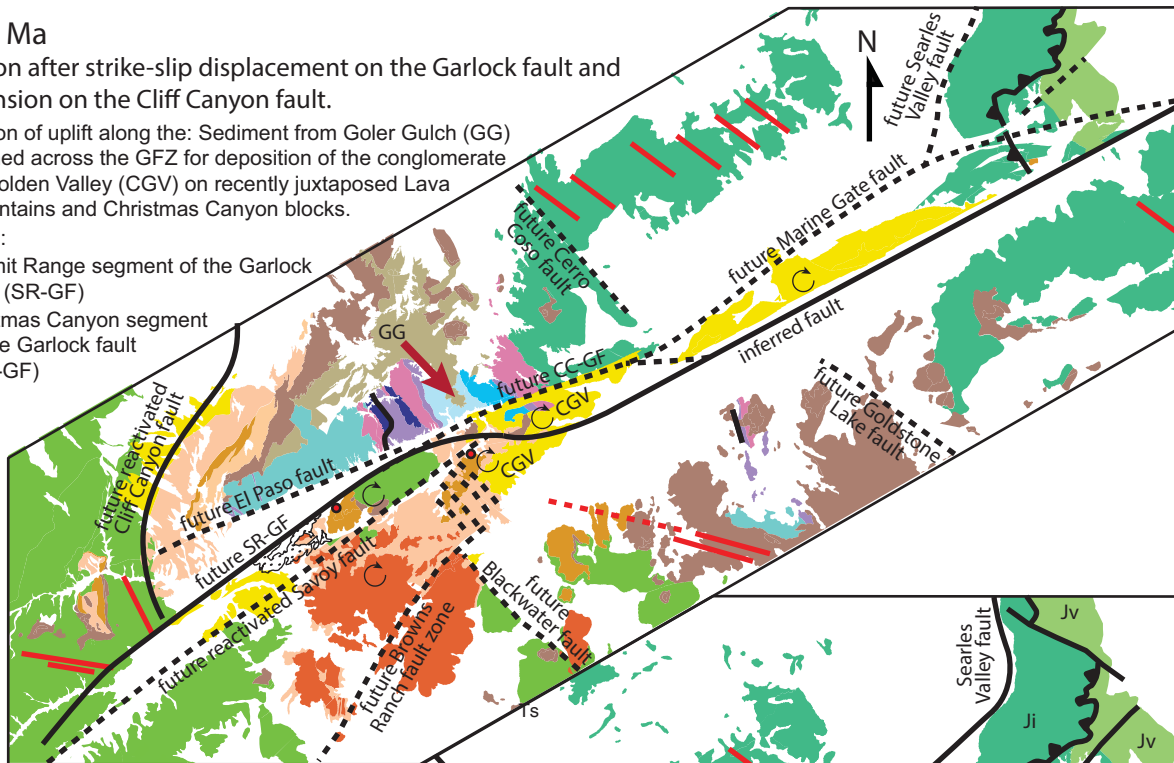 Ma
on after strike-slip displacement on the Garlock fault and
nsion on the Cliff Canyon fault.
on of uplift along the: Sediment from Goler Gulch (GG)
ed across the GFZ for deposition of the conglomerate
olden Valley (CGV) on recently juxtaposed Lava
ntains and Christmas Canyon blocks.
:
mit Range segment of the Garlock
(SR-GF)
tmas Canyon segment
e Garlock fault
-GF)
N
future Searles
Valley fault
future Cerro
Coso fault
future Marine Gate fault
GG
inferred fault
future CC-GF
CGV
CGV
future Goldstone
Lake fault
future reactivated
Cliff Canyon fault
future El Paso fault
future SR-GF
future reactivated Savoy fault
future Browns
Ranch fault zone
future
Blackwater fault
Ts
Searles
Valley fault
Jv
Ji
Jv